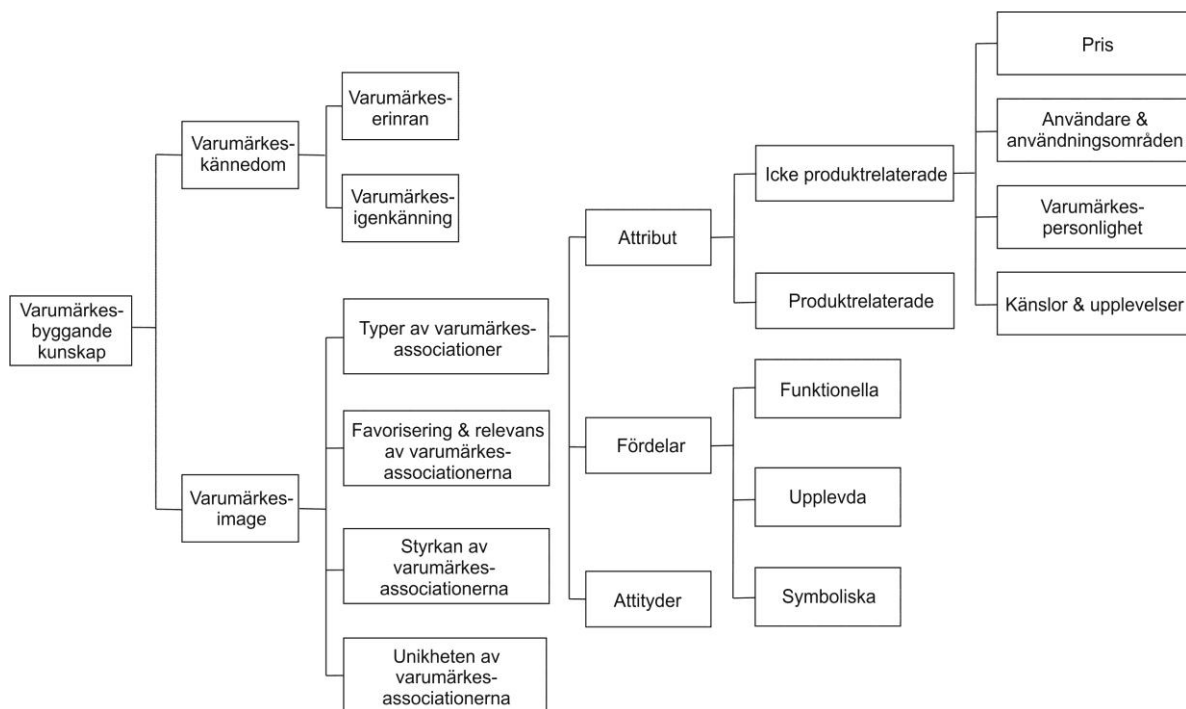 Varumärkes-
byggande
kunskap
Varumärkes-
kännedom
Varumärkes-
erinran
Varumärkes-
igenkänning
Varumärkes-
image
Typer av varumärkes-
associationer
Favorisering & relevans
av varumärkes-
associationerna
Styrkan av
varumärkes-
associationerna
Unikheten av
varumärkes-
associationerna
Attribut
Icke produktrelaterade
Pris
Användare &
användningsområden
Varumärkes-
personlighet
Känslor & upplevelser
Produktrelaterade
Fördelar
Funktionella
Upplevda
Symboliska
Attityder